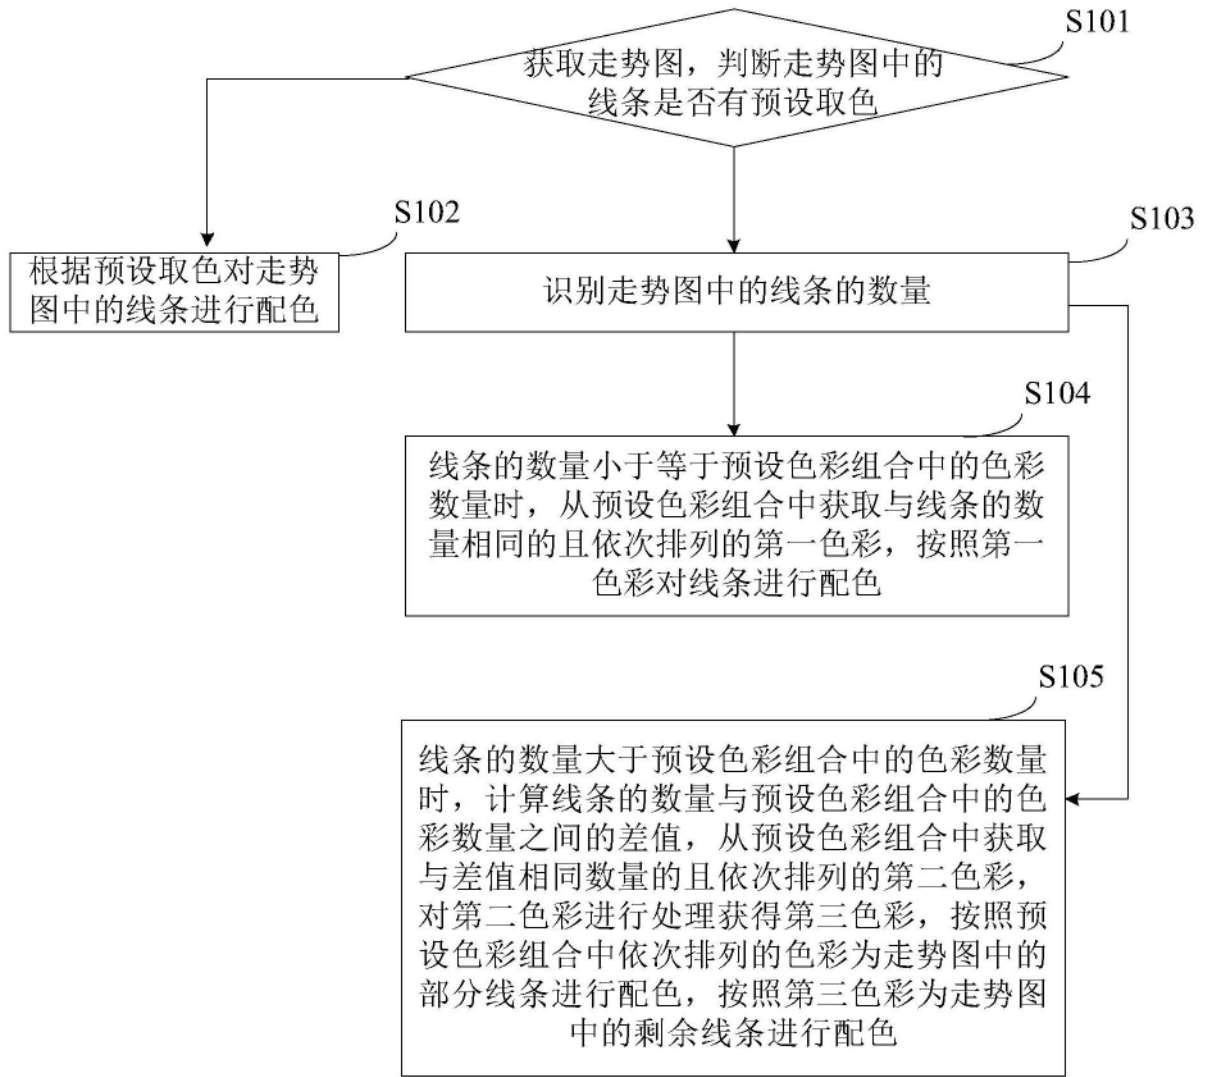 S101
获取走势图，判断走势图中的
线条是否有预设取色
S102
根据预设取色对走势
图中的线条进行配色
S103
识别走势图中的线条的数量
S104
线条的数量小于等于预设色彩组合中的色彩
数量时，从预设色彩组合中获取与线条的数
量相同的且依次排列的第一色彩，按照第一
色彩对线条进行配色
S105
线条的数量大于预设色彩组合中的色彩数量
时，计算线条的数量与预设色彩组合中的色
彩数量之间的差值，从预设色彩组合中获取
与差值相同数量的且依次排列的第二色彩，
对第二色彩进行处理获得第三色彩，按照预
设色彩组合中依次排列的色彩为走势图中的
部分线条进行配色，按照第三色彩为走势图
中的剩余线条进行配色